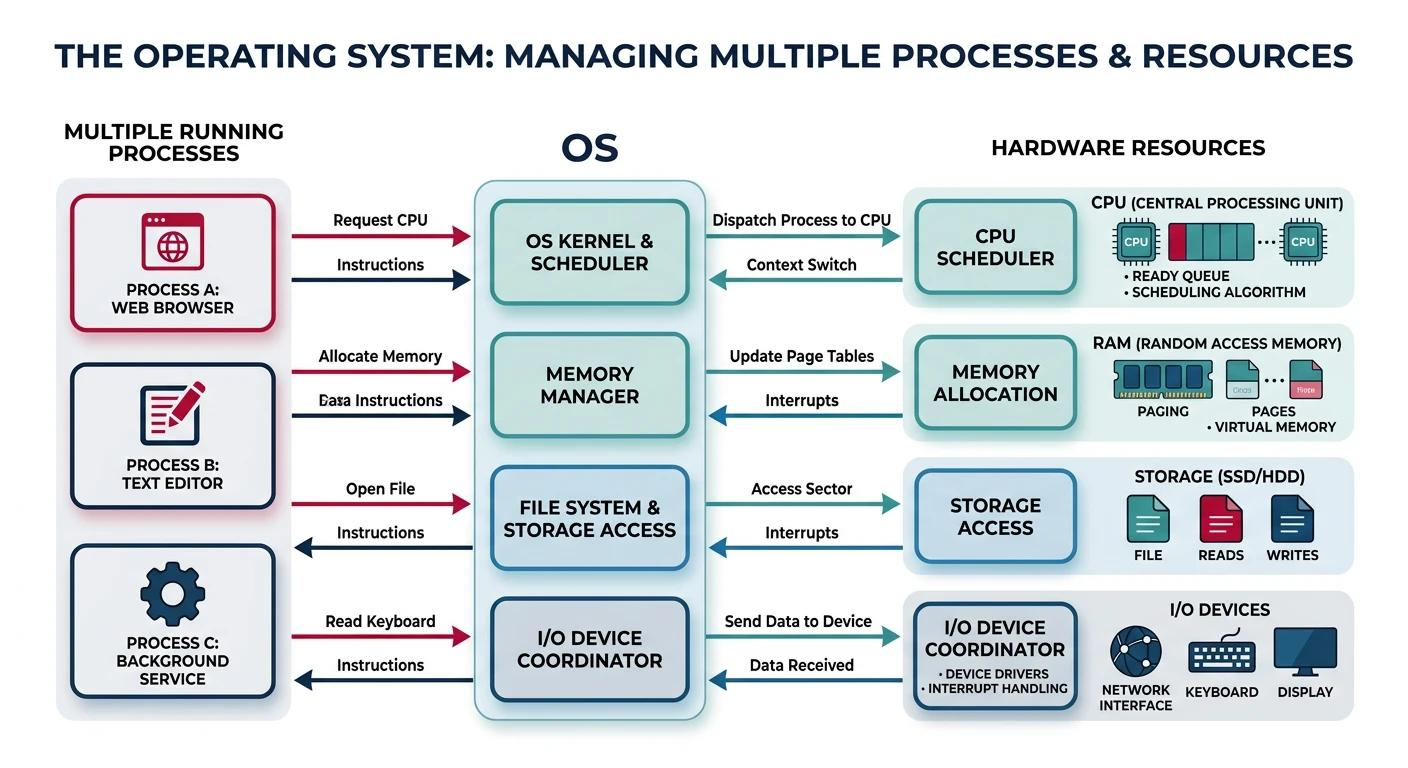 THE OPERATING SYSTEM: MANAGING MULTIPLE PROCESSES & RESOURCES
MULTIPLE RUNNING
PROCESSES
PROCESS A:
WEB BROWSER
PROCESS B:
TEXT EDITOR
PROCESS C:
BACKGROUND
SERVICE
Request CPU
Instructions
Allocate Memory
Instructions
Open File
Instructions
Read Keyboard
Instructions
OS
OS KERNEL &
SCHEDULER
MEMORY
MANAGER
FILE SYSTEM &
STORAGE ACCESS
I/O DEVICE
COORDINATOR
Dispatch Process to CPU
Context Switch
Update Page Tables
Interrupts
Access Sector
Interrupts
Send Data to Device
Data Received
HARDWARE RESOURCES
CPU
SCHEDULER
CPU (CENTRAL PROCESSING UNIT)
CPU
CPU
• READY QUEUE
• SCHEDULING ALGORITHM
MEMORY
ALLOCATION
RAM (RANDOM ACCESS MEMORY)
PAGING
PAGES
• VIRTUAL MEMORY
STORAGE
ACCESS
STORAGE (SSD/HDD)
FILE
READS
WRITES
I/O DEVICE
COORDINATOR
• DEVICE DRIVERS
• INTERRUPT HANDLING
I/O DEVICES
NETWORK
INTERFACE
KEYBOARD
DISPLAY